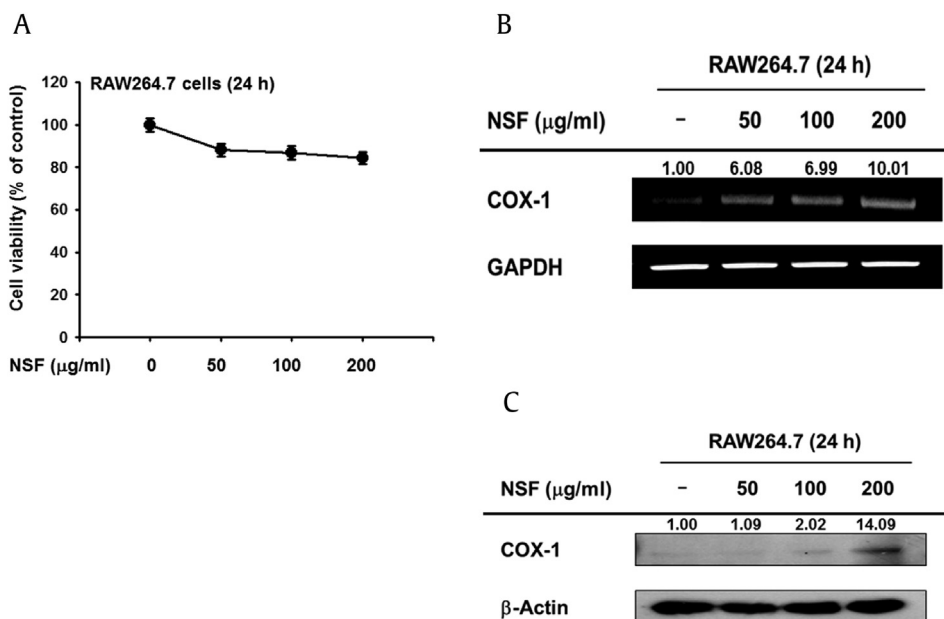 A
RAW264.7 cells (24 h)
Cell viability (% of control)
120
100
80
60
40
20
0
NSF (μg/ml) 0 50 100 200
B
RAW264.7 (24 h)
NSF (μg/ml) – 50 100 200
1.00 6.08 6.99 10.01
COX-1
GAPDH
C
RAW264.7 (24 h)
NSF (μg/ml) – 50 100 200
1.00 1.09 2.02 14.09
COX-1
β-Actin